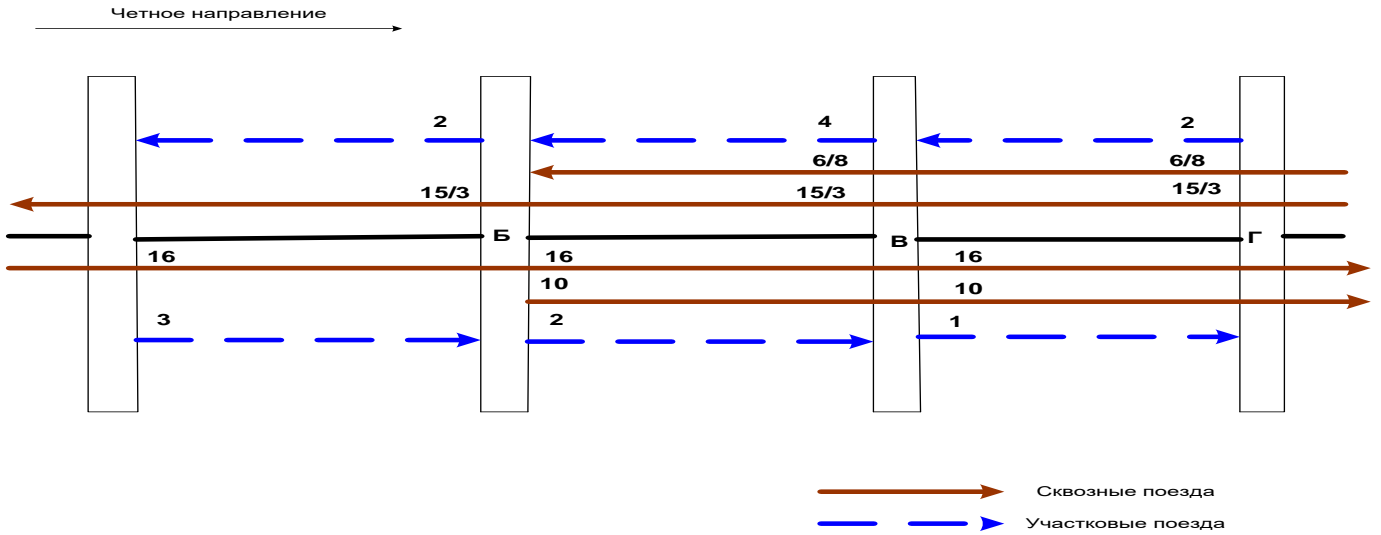 Четное направление
2 4 2
6/8 6/8
15/3 15/3 15/3
Б В Г
16 16 16
10 10
3 2 1
Сквозные поезда
Участковые поезда